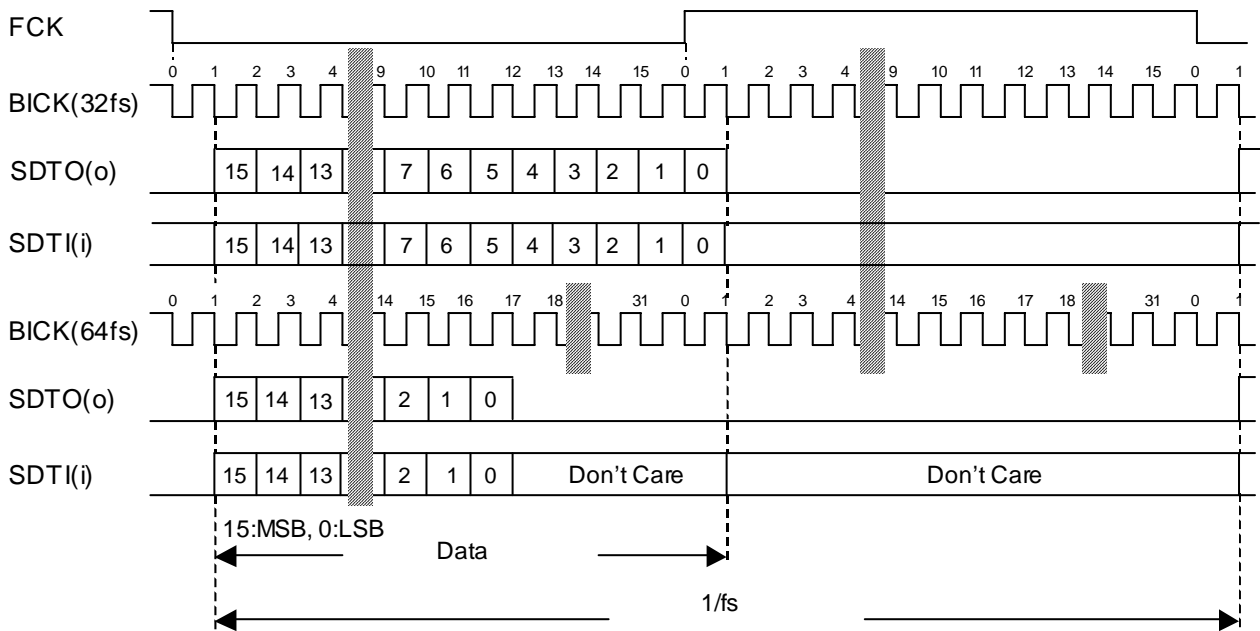 FCK
0 1 2 3 4 9 10 11 12 13 14 15 0 1 2 3 4 9 10 11 12 13 14 15 0 1
BICK(32fs)
SDTO(o) 15 14 13 7 6 5 4 3 2 1 0
SDTI(i) 15 14 13 7 6 5 4 3 2 1 0
0 1 2 3 4 14 15 16 17 18 31 0 1 2 3 4 14 15 16 17 18 31 0 1
BICK(64fs)
SDTO(o) 15 14 13 2 1 0
SDTI(i) 15 14 13 2 1 0 Don't Care Don't Care
15:MSB, 0:LSB
Data
1/fs